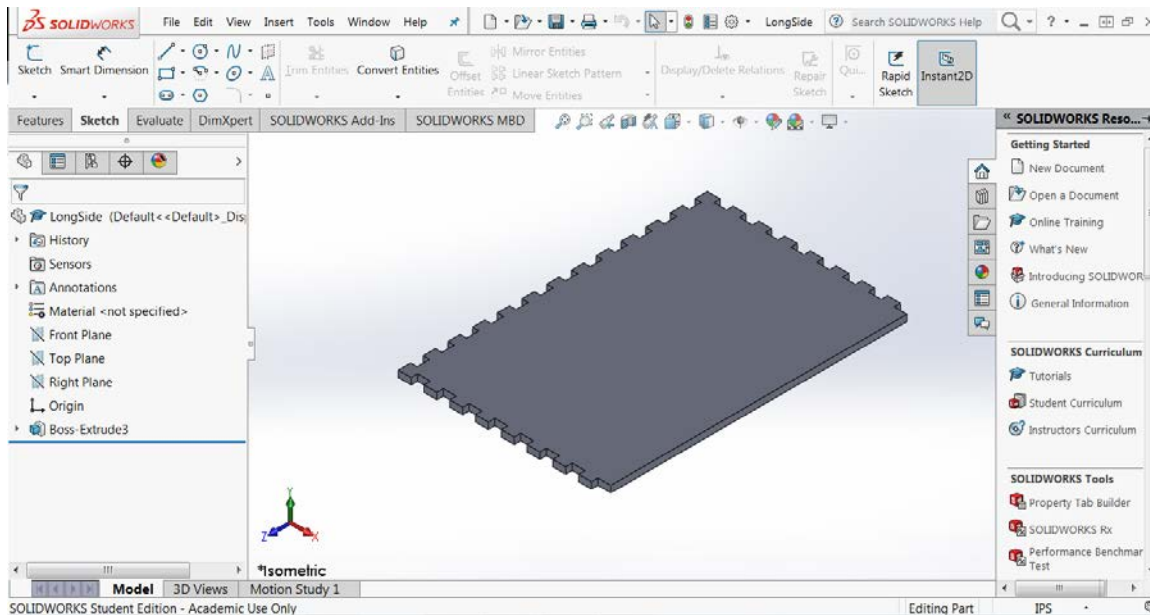 SOLIDWORKS File Edit View Insert Tools Window Help LongSide Search SOLIDWORKS Help
Sketch Smart Dimension Trim Entities Convert Entities Offset Entities Mirror Entities Linear Sketch Pattern Move Entities Display/Delete Relations Repair Sketch Qui... Rapid Sketch Instant2D
Features Sketch Evaluate DimXpert SOLIDWORKS Add-Ins SOLIDWORKS MBD
LongSide (Default<<Default>_Disp
History
Sensors
Annotations
Material <not specified>
Front Plane
Top Plane
Right Plane
Origin
Boss-Extrude3
Y
Z
X
*Isometric
SOLIDWORKS Reso...
Getting Started
New Document
Open a Document
Online Training
What's New
Introducing SOLIDWOR
General Information
SOLIDWORKS Curriculum
Tutorials
Student Curriculum
Instructors Curriculum
SOLIDWORKS Tools
Property Tab Builder
SOLIDWORKS Rx
Performance Benchmar
Test
Model 3D Views Motion Study 1
SOLIDWORKS Student Edition - Academic Use Only Editing Part IPS